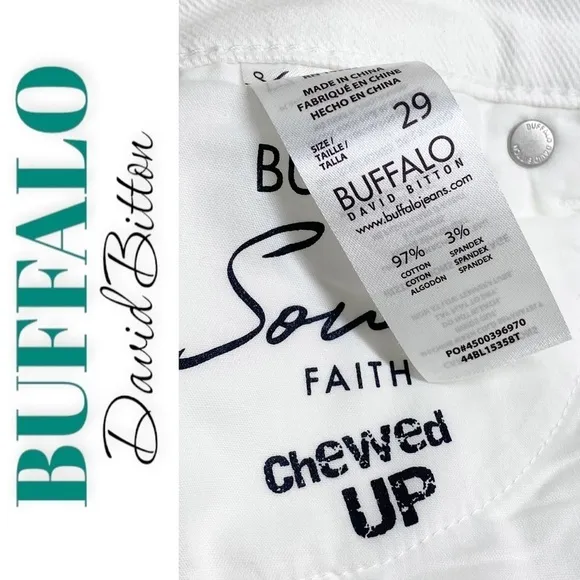 BUFFALO
David Bitton
MADE IN CHINA
FABRIQUÉ EN CHINE
HECHO EN CHINA
SIZE/
TAILLE/
TALLA
29
BUFFALO
DAVID BITTON
www.buffalojeans.com
97% 3%
COTTON SPANDEX
COTON SPANDEX
ALGODÓN SPANDEX
PO#4500396970
44BL15358T
BUFFALO
FAITH
Chewed
UP